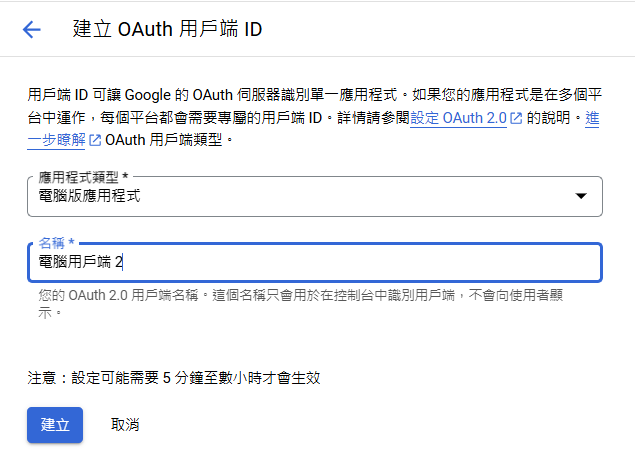 建立 OAuth 用戶端 ID
用戶端 ID 可讓 Google 的 OAuth 伺服器識別單一應用程式。如果您的應用程式是在多個平
台中運作，每個平台都會需要專屬的用戶端 ID。詳情請參閱設定 OAuth 2.0 的說明。進
一步瞭解 OAuth 用戶端類型。
應用程式類型 *
電腦版應用程式
名稱 *
電腦用戶端 2
您的 OAuth 2.0 用戶端名稱。這個名稱只會用於在控制台中識別用戶端，不會向使用者顯
示。
注意：設定可能需要 5 分鐘至數小時才會生效
建立 取消